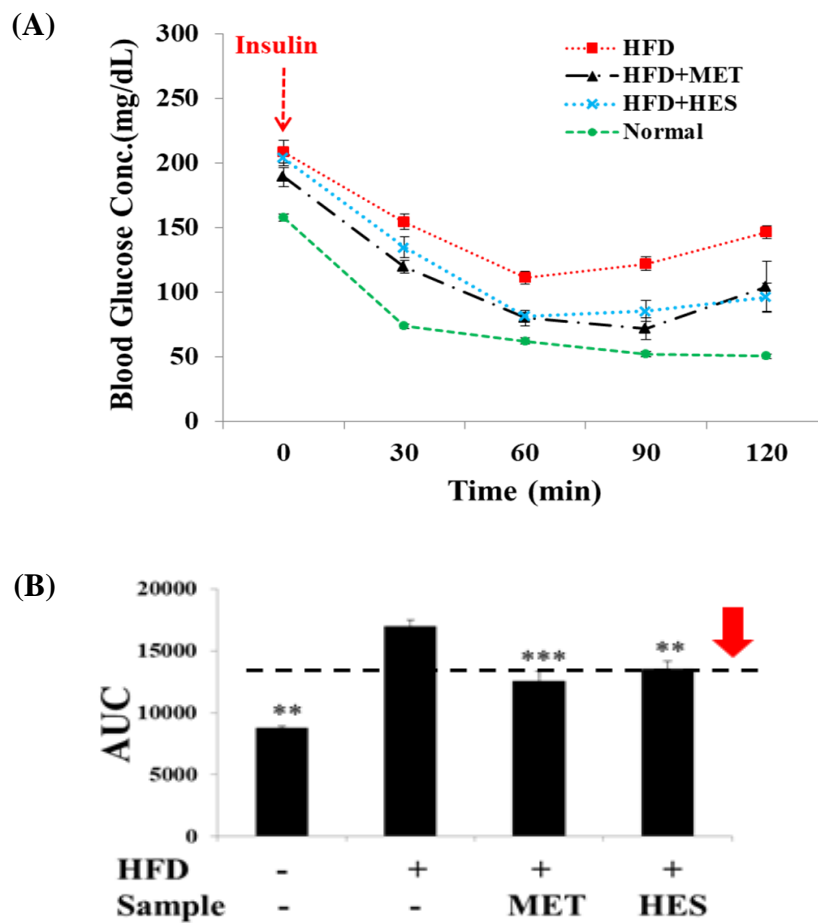 (A)
Insulin
HFD
HFD+MET
HFD+HES
Normal
Blood Glucose Conc.(mg/dL)
300
250
200
150
100
50
0
0 30 60 90 120
Time (min)
(B)
AUC
20000
15000
10000
5000
0
** *** **
HFD - + + +
Sample - - MET HES